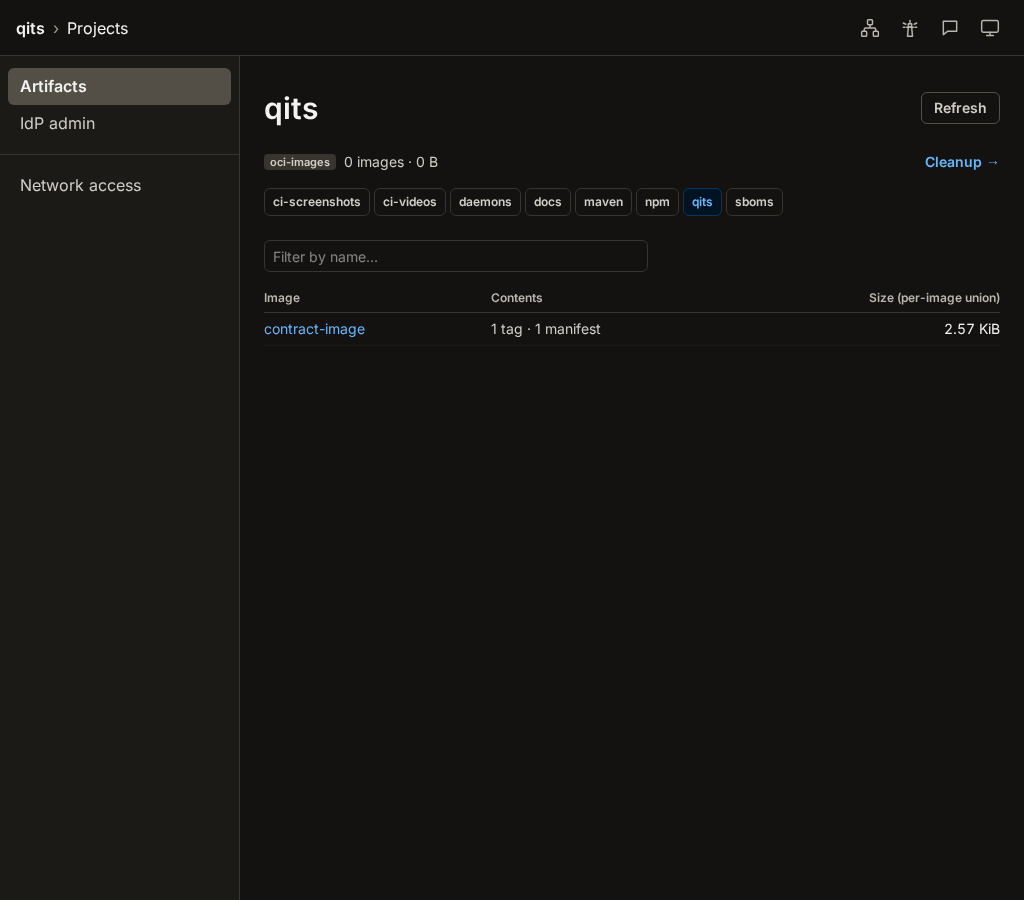 qits › Projects
Artifacts
IdP admin
Network access
qits
Refresh
oci-images 0 images · 0 B
Cleanup →
ci-screenshots ci-videos daemons docs maven npm qits sboms
Filter by name...
Image Contents Size (per-image union)
contract-image 1 tag · 1 manifest 2.57 KiB